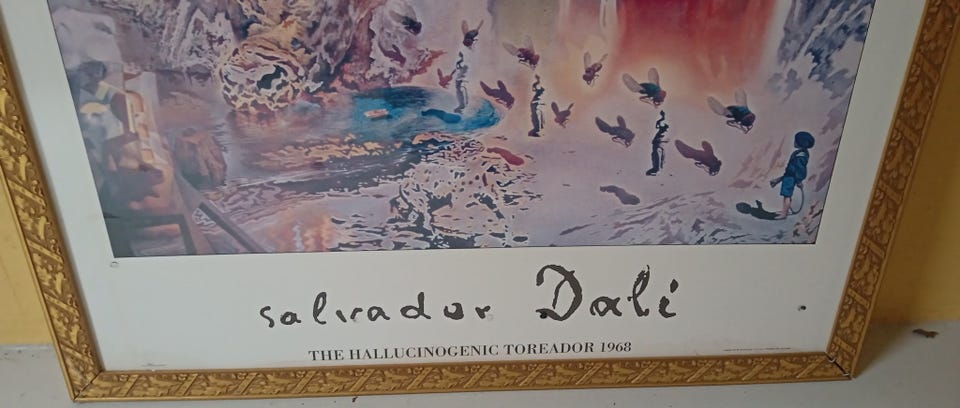 salvador Dalí
THE HALLUCINOGENIC TOREADOR 1968